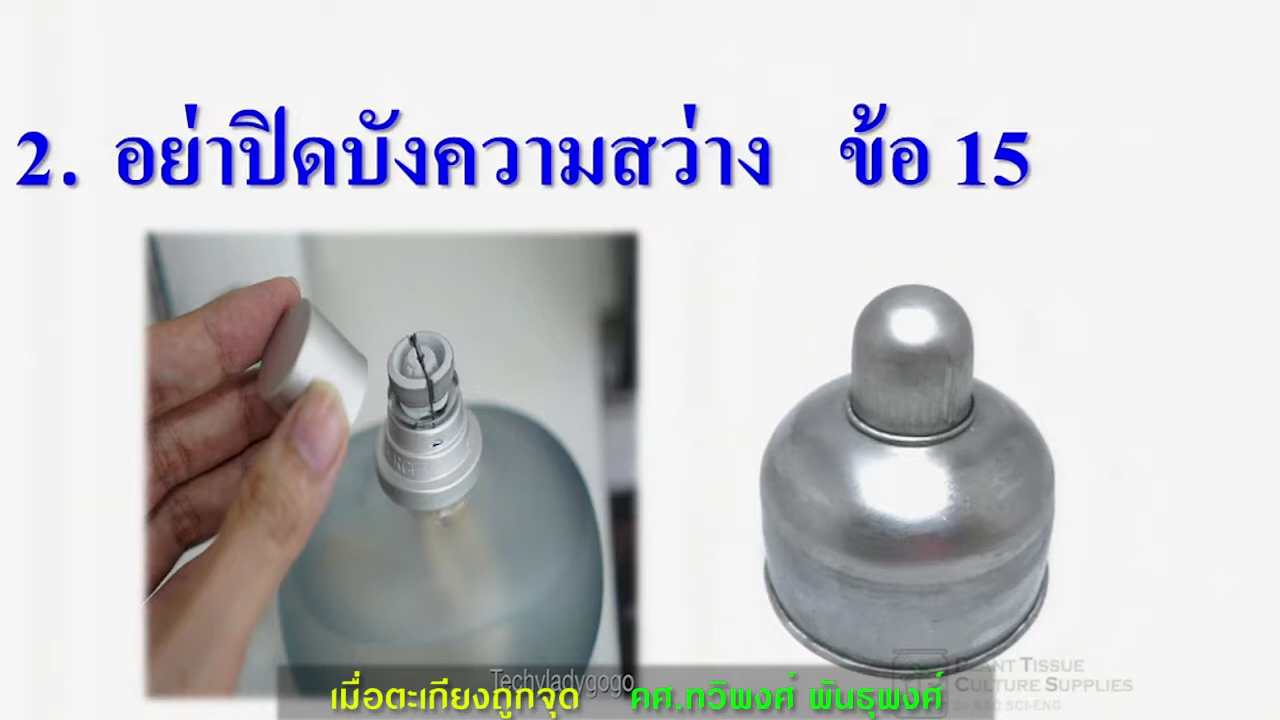 2. อย่าปิดบังความสว่าง ข้อ 15
Techyladygogo
PLANT TISSUE
CULTURE SUPPLIES
เมื่อตะเกียงถูกจุด คศ.ทวิพงศ์ พันธุพงศ์